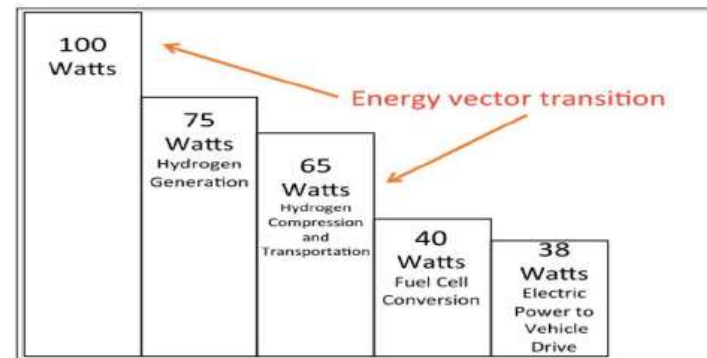 100
Watts
Energy vector transition
75
Watts
Hydrogen
Generation
65
Watts
Hydrogen
Compression
and
Transportation
40
Watts
Fuel Cell
Conversion
38
Watts
Electric
Power to
Vehicle
Drive